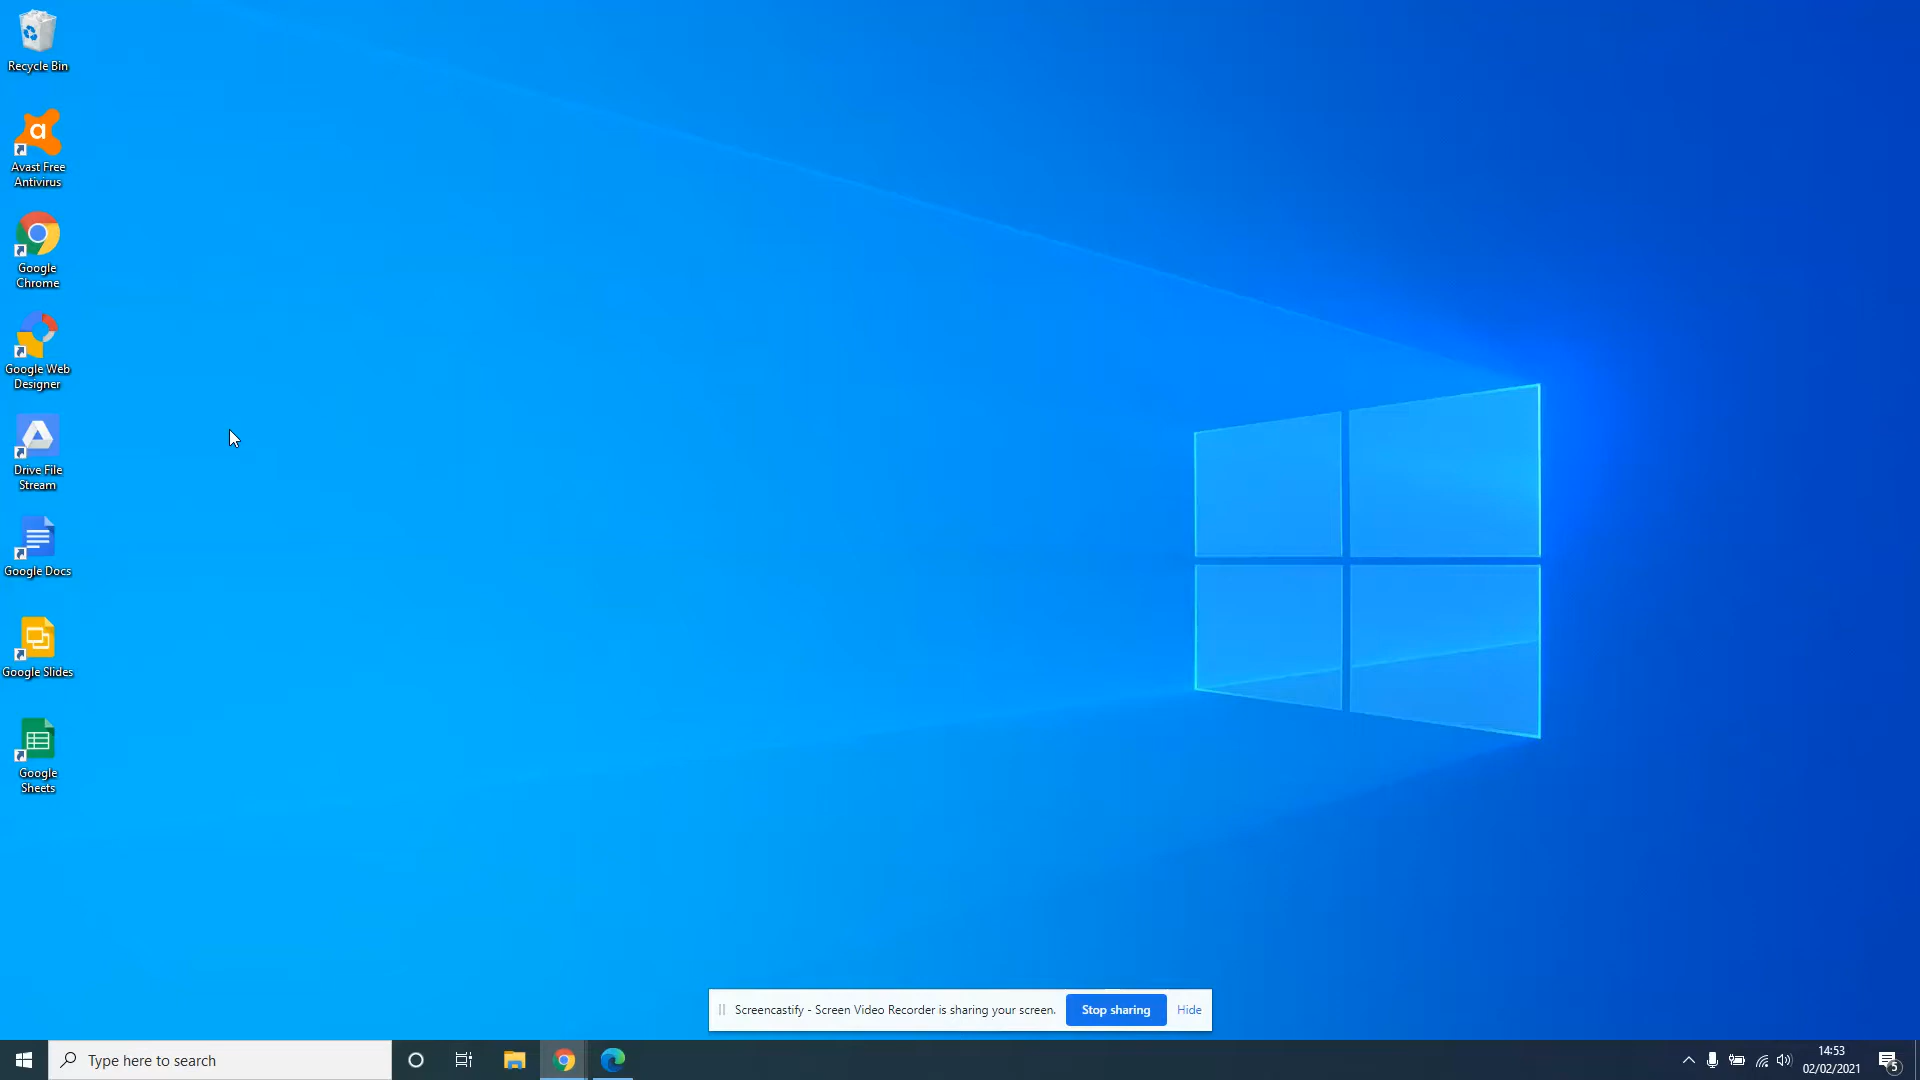 Recycle Bin
a
Avast Free
Antivirus
Google
Chrome
Google Web
Designer
Drive File
Stream
Google Docs
Google Slides
Google
Sheets
Screencastify - Screen Video Recorder is sharing your screen.
Stop sharing
Hide
Type here to search
14:53
02/02/2021
5